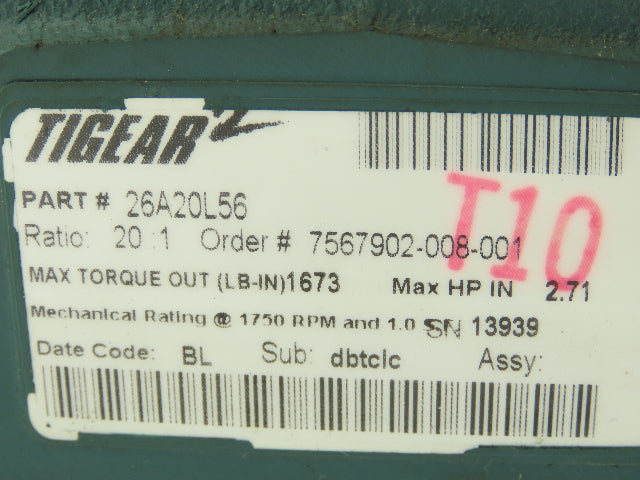 TIGEAR 2
T10
PART # 26A20L56
Ratio: 20 :1 Order # 7567902-008-001
MAX TORQUE OUT (LB-IN)1673 Max HP IN 2.71
Mechanical Rating @ 1750 RPM and 1.0 SN 13939
Date Code: BL Sub: dbtclc Assy: